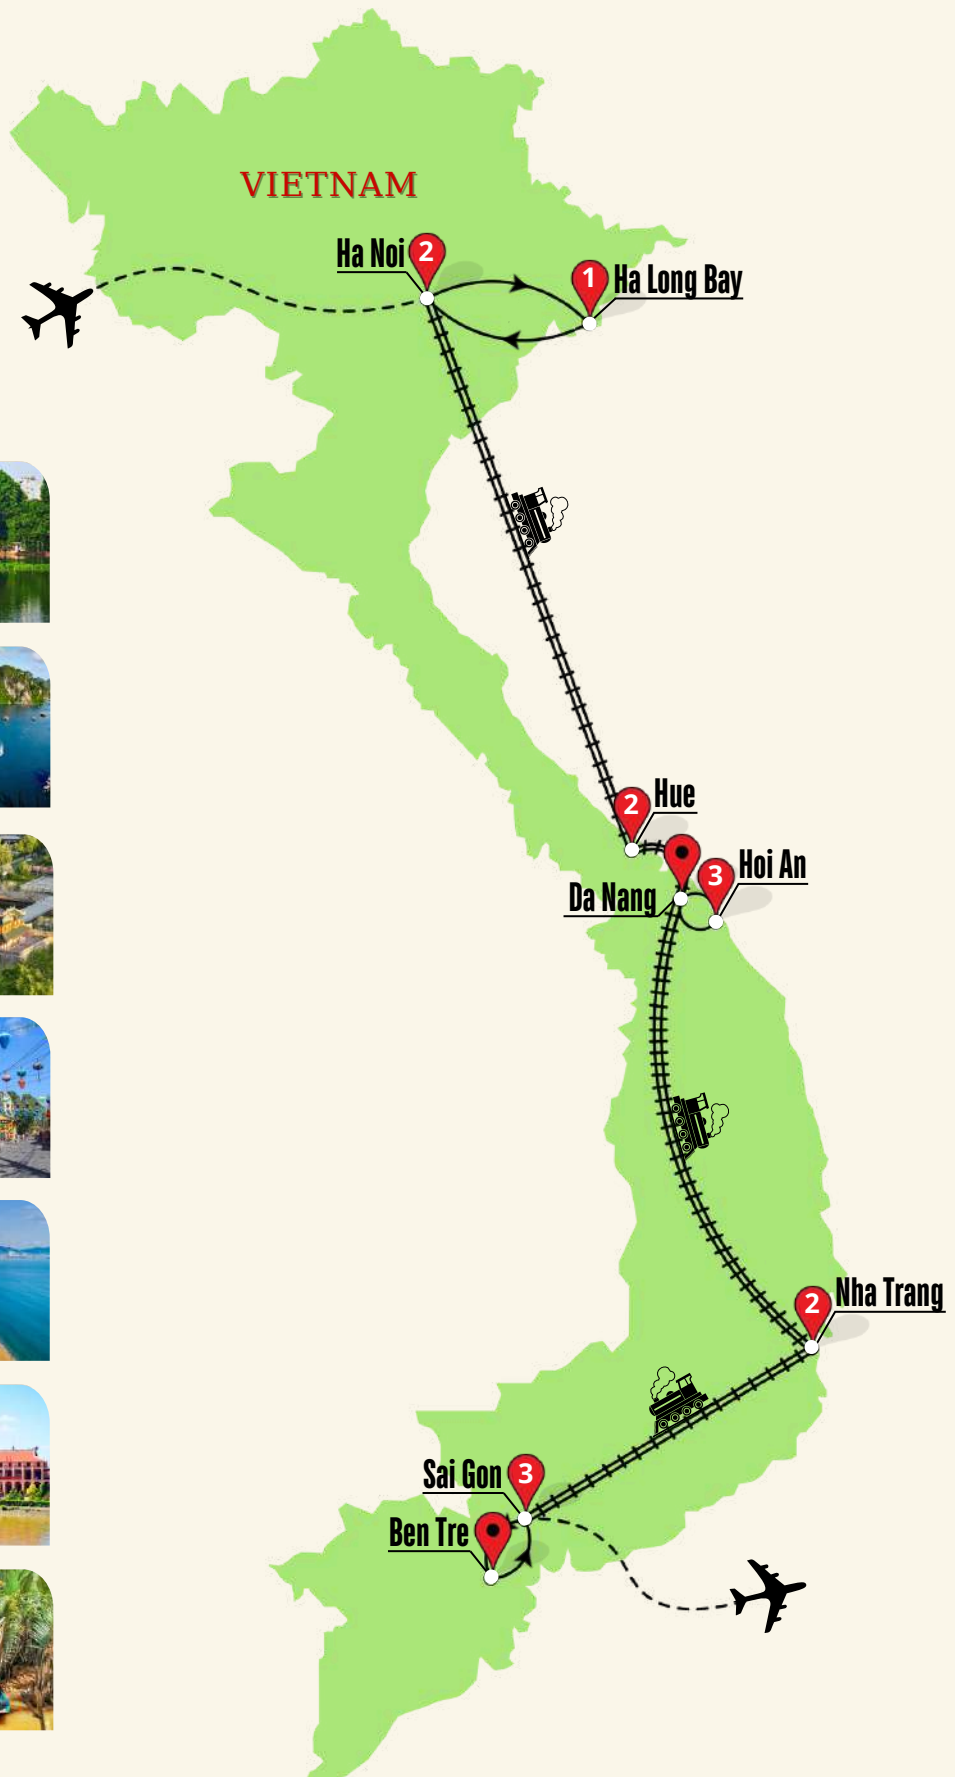 VIETNAM
Ha Noi
2
1
Ha Long Bay
2
Hue
3
Hoi An
Da Nang
2
Nha Trang
Sai Gon
3
Ben Tre